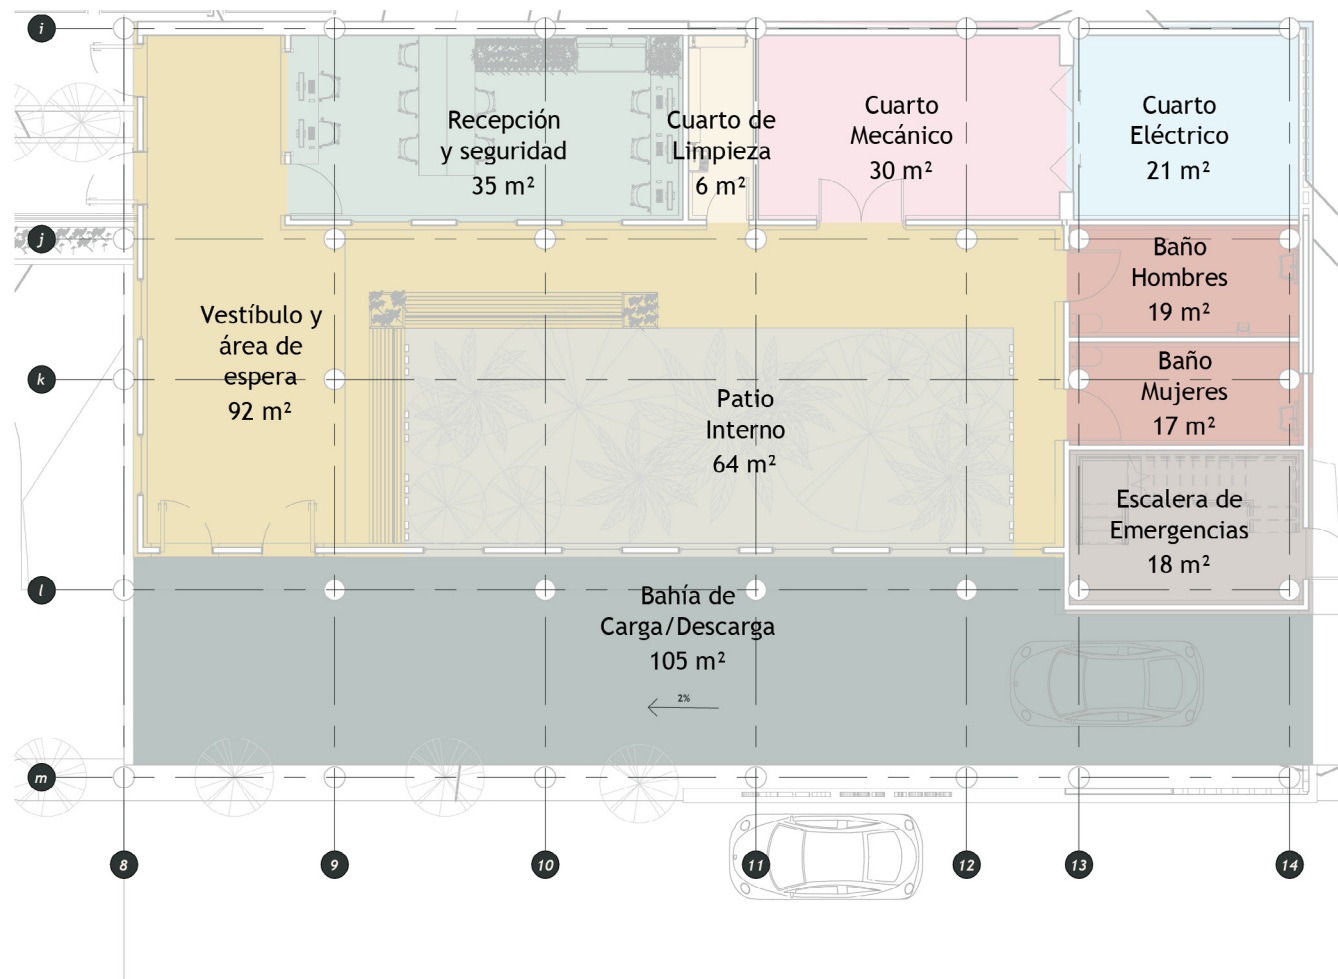 i
Recepción
y seguridad
35 m²
Cuarto de
Limpieza
6 m²
Cuarto
Mecánico
30 m²
Cuarto
Eléctrico
21 m²
j
Baño
Hombres
19 m²
Vestíbulo y
área de
espera
92 m²
k
Patio
Interno
64 m²
Baño
Mujeres
17 m²
Escalera de
Emergencias
18 m²
l
Bahía de
Carga/Descarga
105 m²
2%
m
8 9 10 11 12 13 14